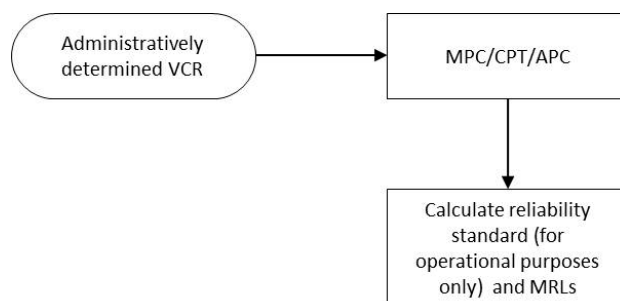 Administratively
determined VCR
MPC/CPT/APC
Calculate reliability
standard (for
operational purposes
only) and MRLs